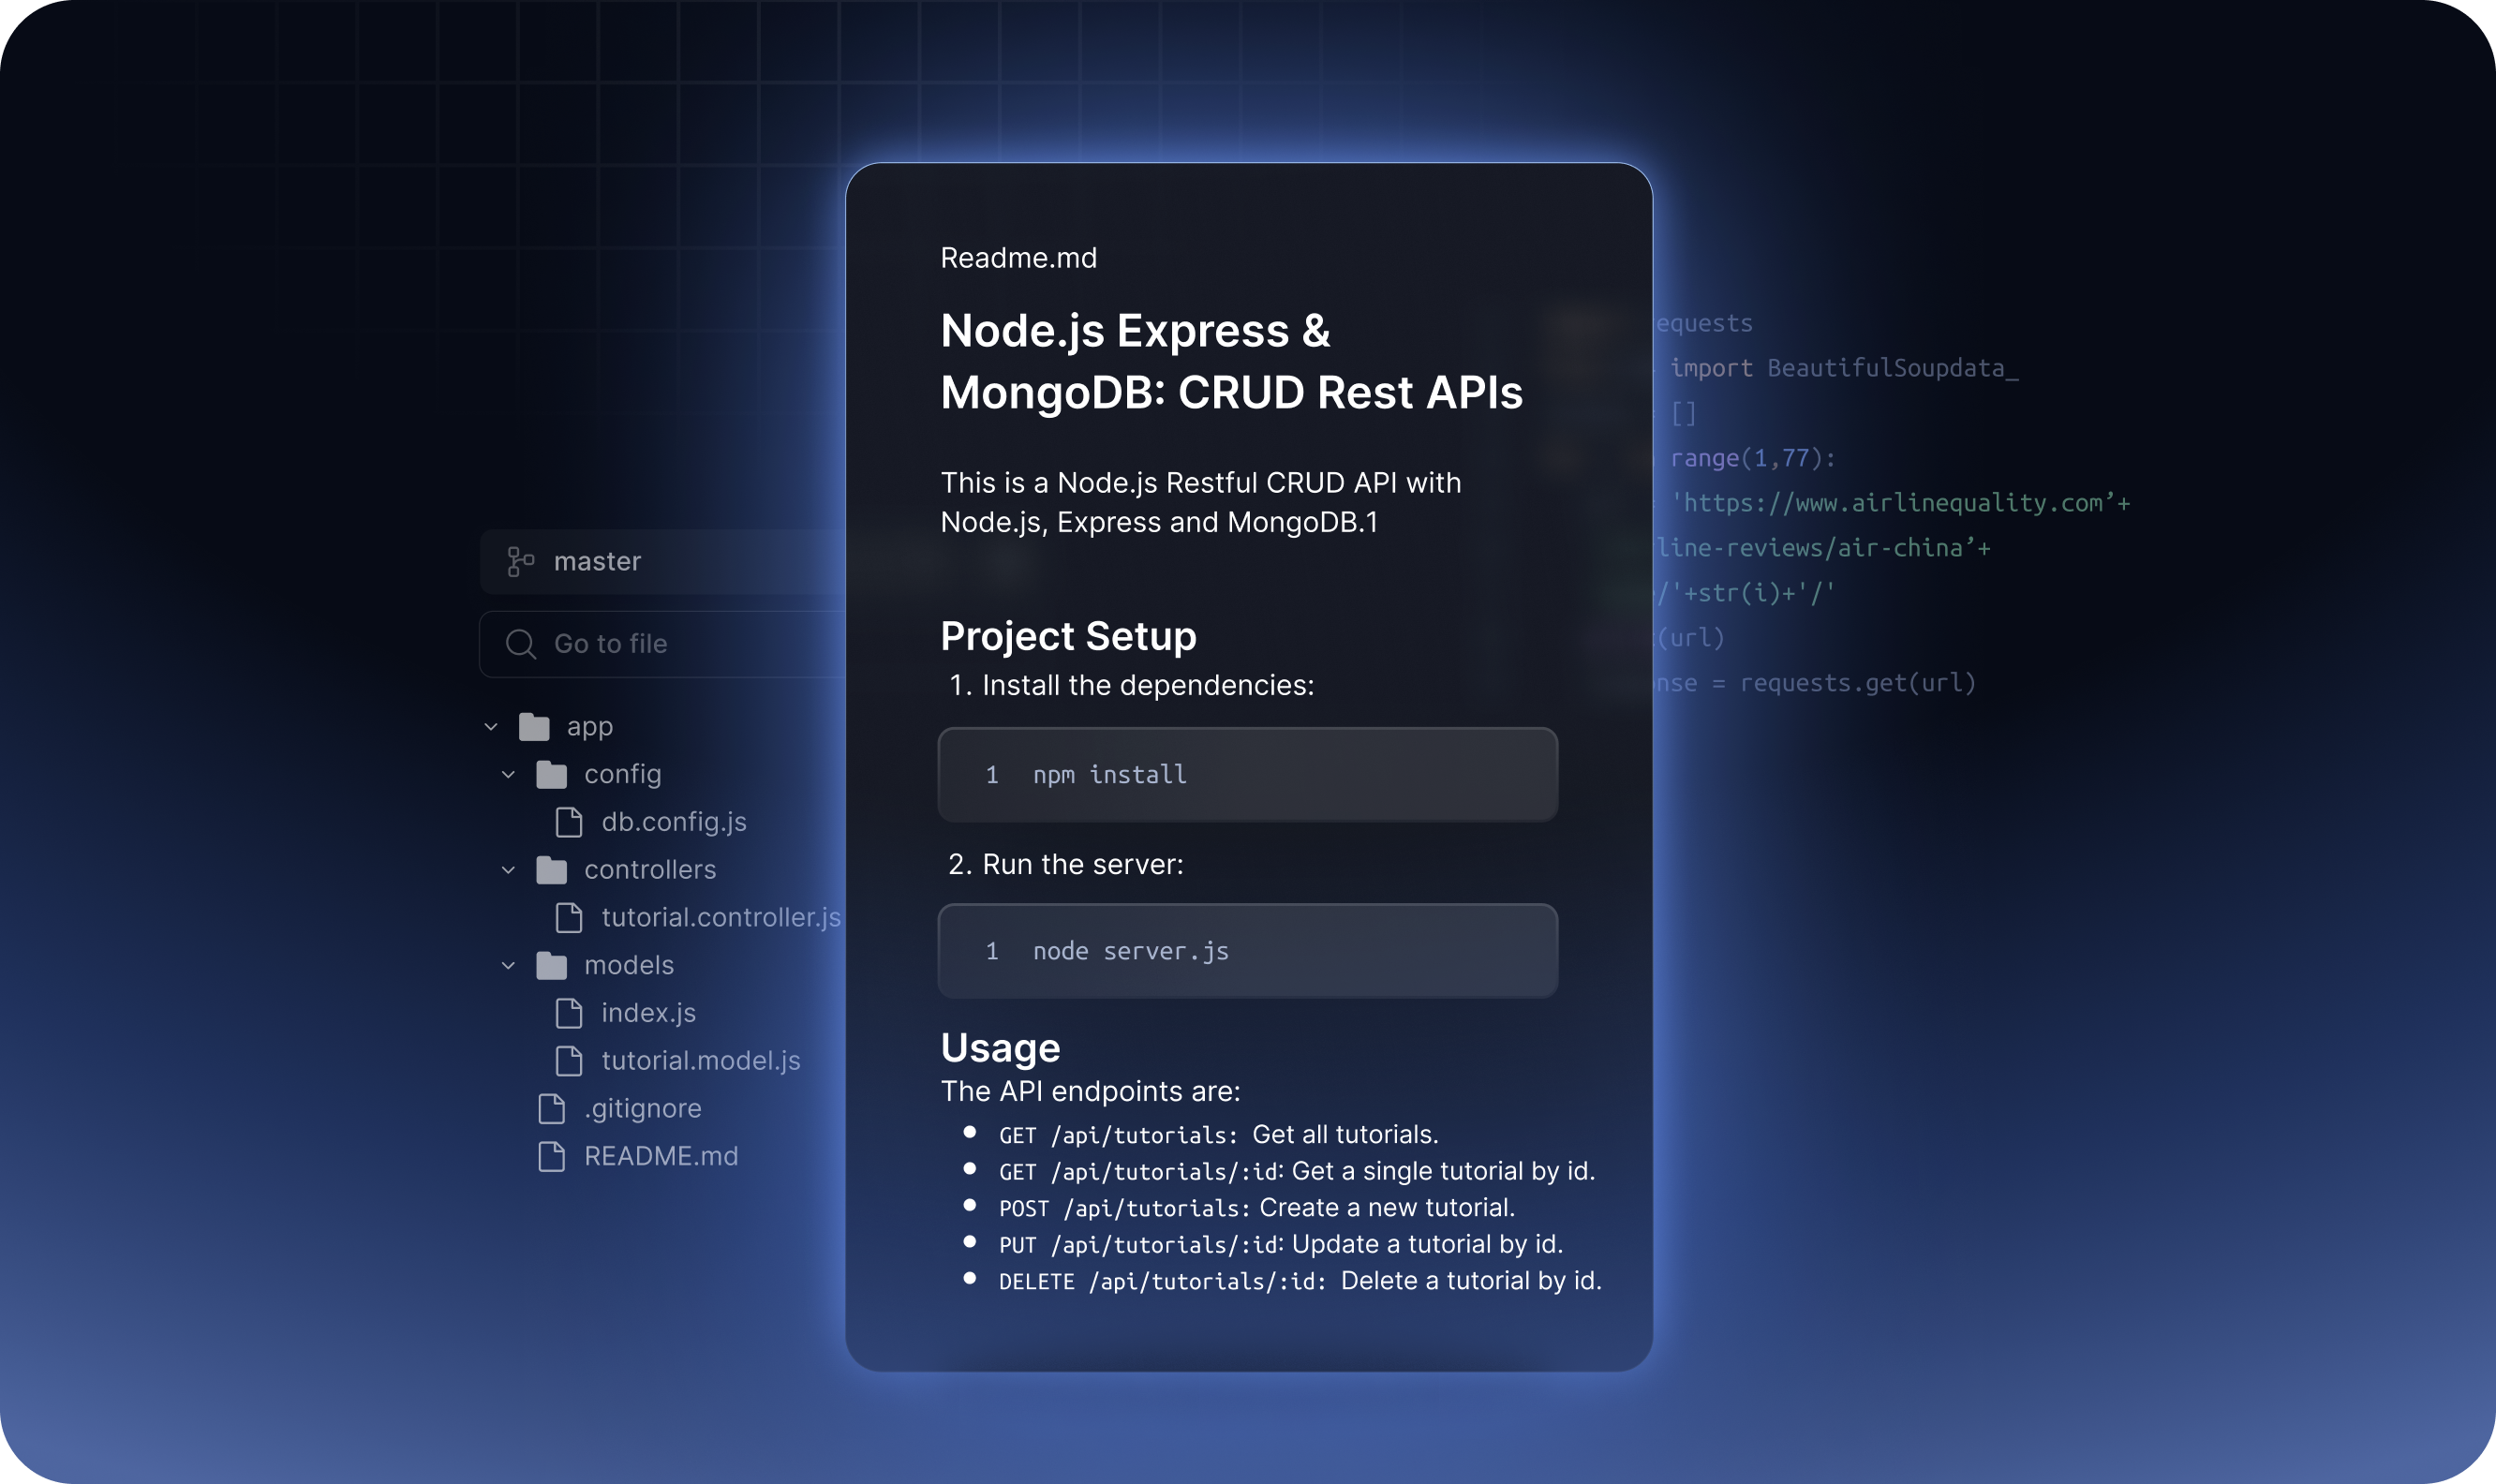 master
Go to file
app
config
db.config.js
controllers
tutorial.controller.js
models
index.js
tutorial.model.js
.gitignore
README.md
Readme.md
Node.js Express &
MongoDB: CRUD Rest APIs
This is a Node.js Restful CRUD API with
Node.js, Express and MongoDB.1
Project Setup
1. Install the dependencies:
1 npm install
2. Run the server:
1 node server.js
Usage
The API endpoints are:
• GET /api/tutorials: Get all tutorials.
• GET /api/tutorials/:id: Get a single tutorial by id.
• POST /api/tutorials: Create a new tutorial.
• PUT /api/tutorials/:id: Update a tutorial by id.
• DELETE /api/tutorials/:id: Delete a tutorial by id.
equests
import BeautifulSoupdata_
[]
range(1,77):
'https://www.airlinequality.com’+
line-reviews/air-china’+
/'+str(i)+'/'
(url)
nse = requests.get(url)